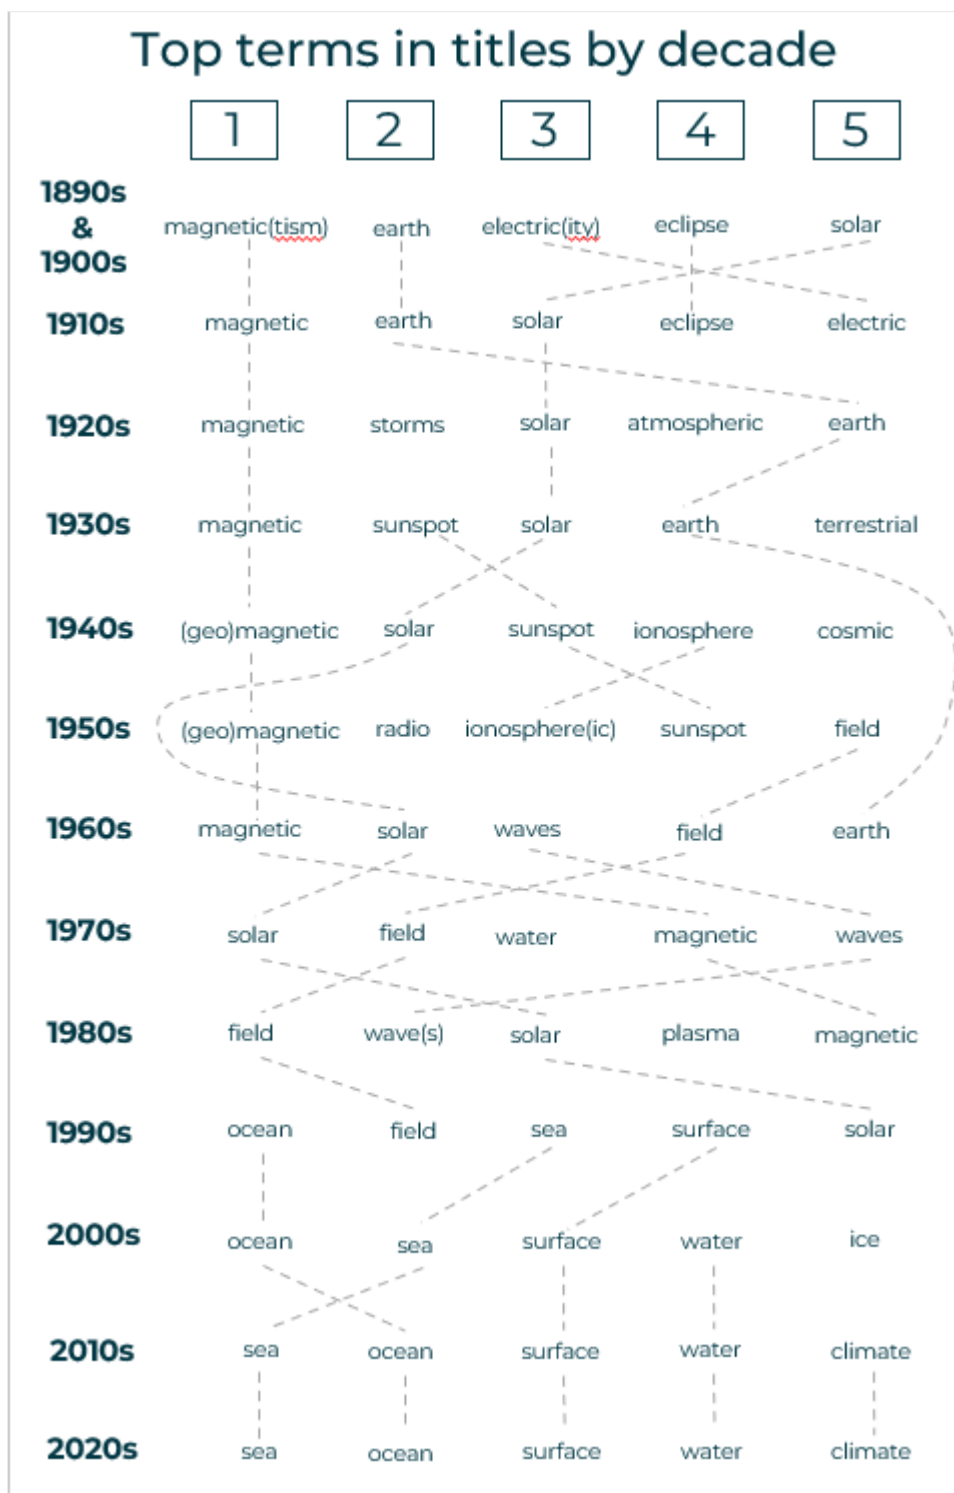 Top terms in titles by decade
1 2 3 4 5
1890s
& magnetic(tism) earth electric(ity) eclipse solar
1900s
1910s magnetic earth solar eclipse electric
1920s magnetic storms solar atmospheric earth
1930s magnetic sunspot solar earth terrestrial
1940s (geo)magnetic solar sunspot ionosphere cosmic
1950s (geo)magnetic radio ionosphere(ic) sunspot field
1960s magnetic solar waves field earth
1970s solar field water magnetic waves
1980s field wave(s) solar plasma magnetic
1990s ocean field sea surface solar
2000s ocean sea surface water ice
2010s sea ocean surface water climate
2020s sea ocean surface water climate